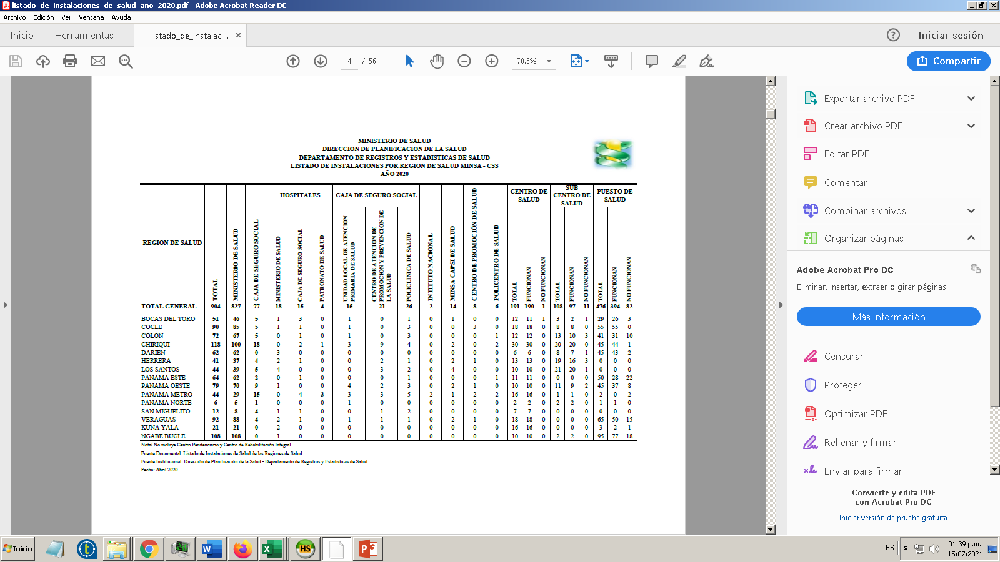 listado_de_instalaciones_de_salud_ano_2020.pdf - Adobe Acrobat Reader DC
Archivo Edición Ver Ventana Ayuda
Inicio Herramientas listado_de_instalaci... × Iniciar sesión
4 / 56 78.5% Compartir
MINISTERIO DE SALUD
DIRECCION DE PLANIFICACION DE LA SALUD
DEPARTAMENTO DE REGISTROS Y ESTADISTICAS DE SALUD
LISTADO DE INSTALACIONES POR REGION DE SALUD MINSA - CSS
AÑO 2020
REGION DE SALUD
TOTAL
MINISTERIO DE SALUD
CAJA DE SEGURO SOCIAL
HOSPITALES
MINISTERIO DE SALUD
CAJA DE SEGURO SOCIAL
PATRONATO DE SALUD
CAJA DE SEGURO SOCIAL
UNIDAD LOCAL DE ATENCION
PRIMARIA DE SALUD
CENTRO DE ATENCION DE
PROMOCION Y PREVENCION DE
LA SALUD
POLICLINICA DE SALUD
INTITUTO NACIONAL
MINSA CAPSI DE SALUD
CENTRO DE PROMOCIÓN DE SALUD
POLICENTRO DE SALUD
CENTRO DE
SALUD
TOTAL
FUNCIONAN
NO FUNCIONAN
SUB
CENTRO DE
SALUD
TOTAL
FUNCIONAN
NO FUNCIONAN
PUESTO DE
SALUD
TOTAL
FUNCIONAN
NO FUNCIONAN
TOTAL GENERAL 904 827 77 18 15 4 15 21 26 2 14 8 6 191 190 1 108 97 11 476 394 82
BOCAS DEL TORO 51 46 5 1 3 0 1 0 1 0 1 0 0 12 11 1 3 2 1 29 26 3
COCLE 90 85 5 1 1 0 1 0 3 0 0 3 0 18 18 0 8 8 0 55 55 0
COLON 72 67 5 0 1 0 1 0 3 0 0 0 1 12 12 0 13 10 3 41 31 10
CHIRIQUI 118 100 18 0 2 1 3 9 4 0 2 0 2 30 30 0 20 20 0 45 44 1
DARIEN 62 62 0 3 0 0 0 0 0 0 0 0 0 6 6 0 8 7 1 45 43 2
HERRERA 41 37 4 2 1 0 0 2 1 0 2 1 0 13 13 0 19 16 3 0 0 0
LOS SANTOS 44 39 5 4 0 0 0 3 2 0 4 0 0 10 10 0 21 20 1 0 0 0
PANAMA ESTE 64 62 2 0 1 0 0 0 1 0 0 0 1 11 11 0 0 0 0 50 28 22
PANAMA OESTE 79 70 9 1 0 0 4 2 3 0 2 1 0 10 10 0 11 9 2 45 37 8
PANAMA METRO 44 29 15 0 4 3 3 3 5 2 1 2 2 16 16 0 1 1 0 2 0 2
PANAMA NORTE 6 5 1 0 0 0 1 0 0 0 0 0 0 2 2 0 2 2 0 1 1 0
SAN MIGUELITO 12 8 4 1 1 0 0 1 2 0 0 0 0 7 7 0 0 0 0 0 0 0
VERAGUAS 92 88 4 2 1 0 1 1 1 0 2 1 0 18 18 0 0 0 0 65 50 15
KUNA YALA 21 21 0 2 0 0 0 0 0 0 0 0 0 16 16 0 0 0 0 3 2 1
NGABE BUGLE 108 108 0 1 0 0 0 0 0 0 0 0 0 10 10 0 2 2 0 95 77 18
Nota/ No incluye Centro Penitenciario y Centro de Rehabilitación Integral.
Fuente Documental: Listado de Instalaciones de Salud de las Regiones de Salud
Fuente Institucional: Dirección de Planificación de la Salud - Departamento de Registros y Estadisticas de Salud
Fecha: Abril 2020
Exportar archivo PDF
Crear archivo PDF
Editar PDF
Comentar
Combinar archivos
Organizar páginas
Adobe Acrobat Pro DC
Eliminar, insertar, extraer o girar páginas
Más información
Censurar
Proteger
Optimizar PDF
Rellenar y firmar
Enviar para firmar
Convierte y edita PDF
con Acrobat Pro DC
Iniciar versión de prueba gratuita
Inicio
HS
ES
01:39 p.m.
15/07/2021